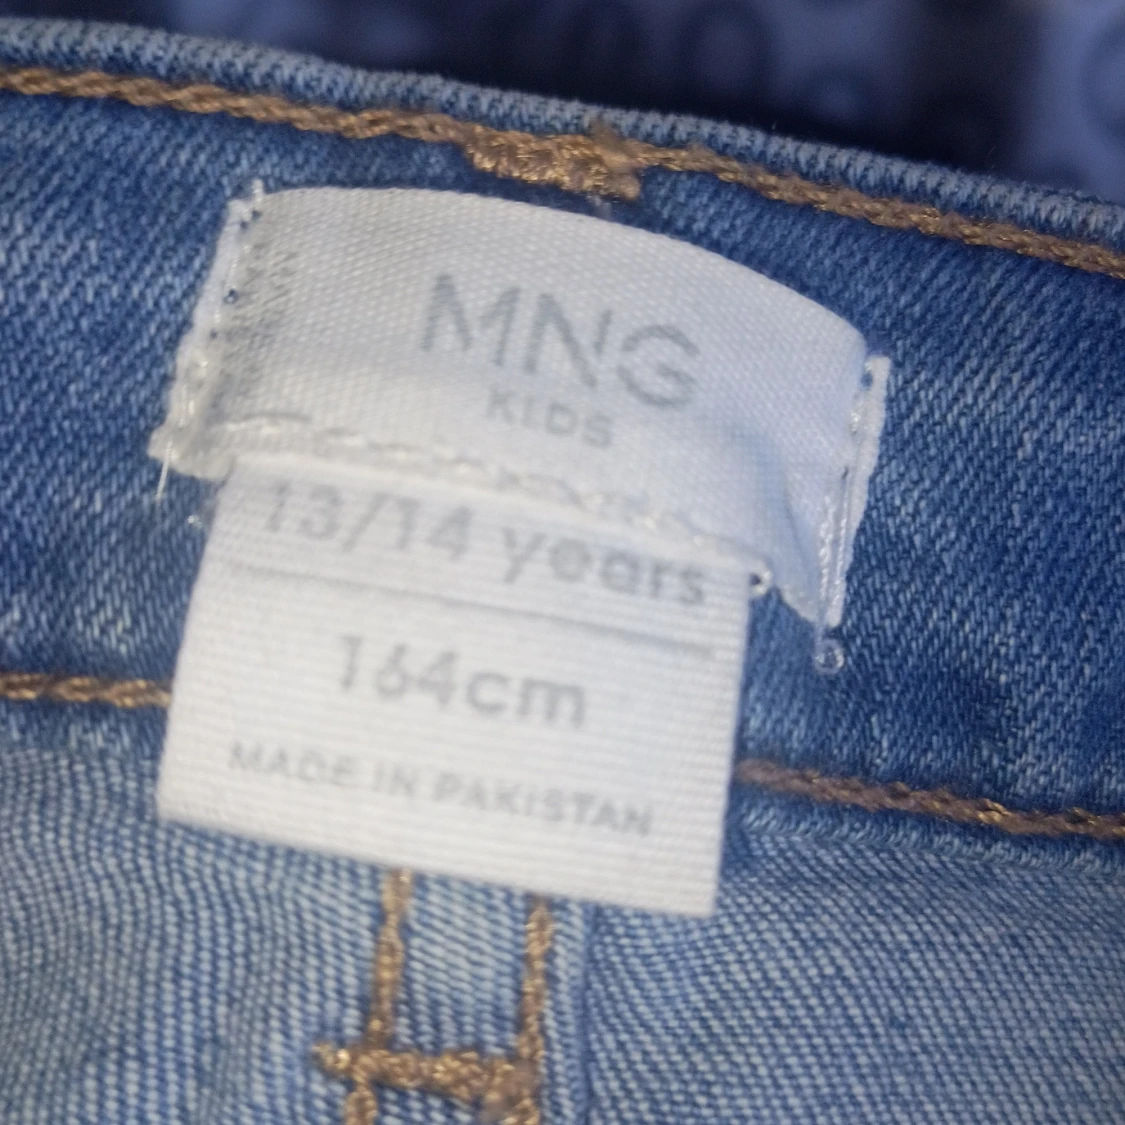 MNG
KIDS
13/14 years
164cm
MADE IN PAKISTAN